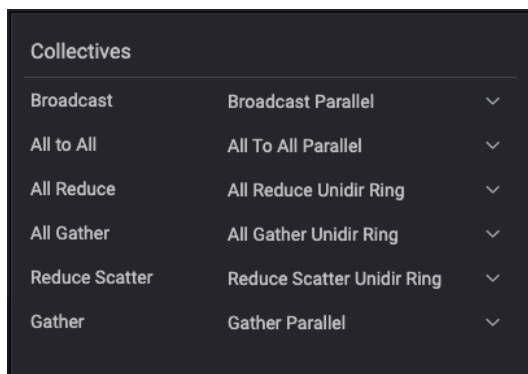 Collectives
Broadcast Broadcast Parallel
All to All All To All Parallel
All Reduce All Reduce Unidir Ring
All Gather All Gather Unidir Ring
Reduce Scatter Reduce Scatter Unidir Ring
Gather Gather Parallel